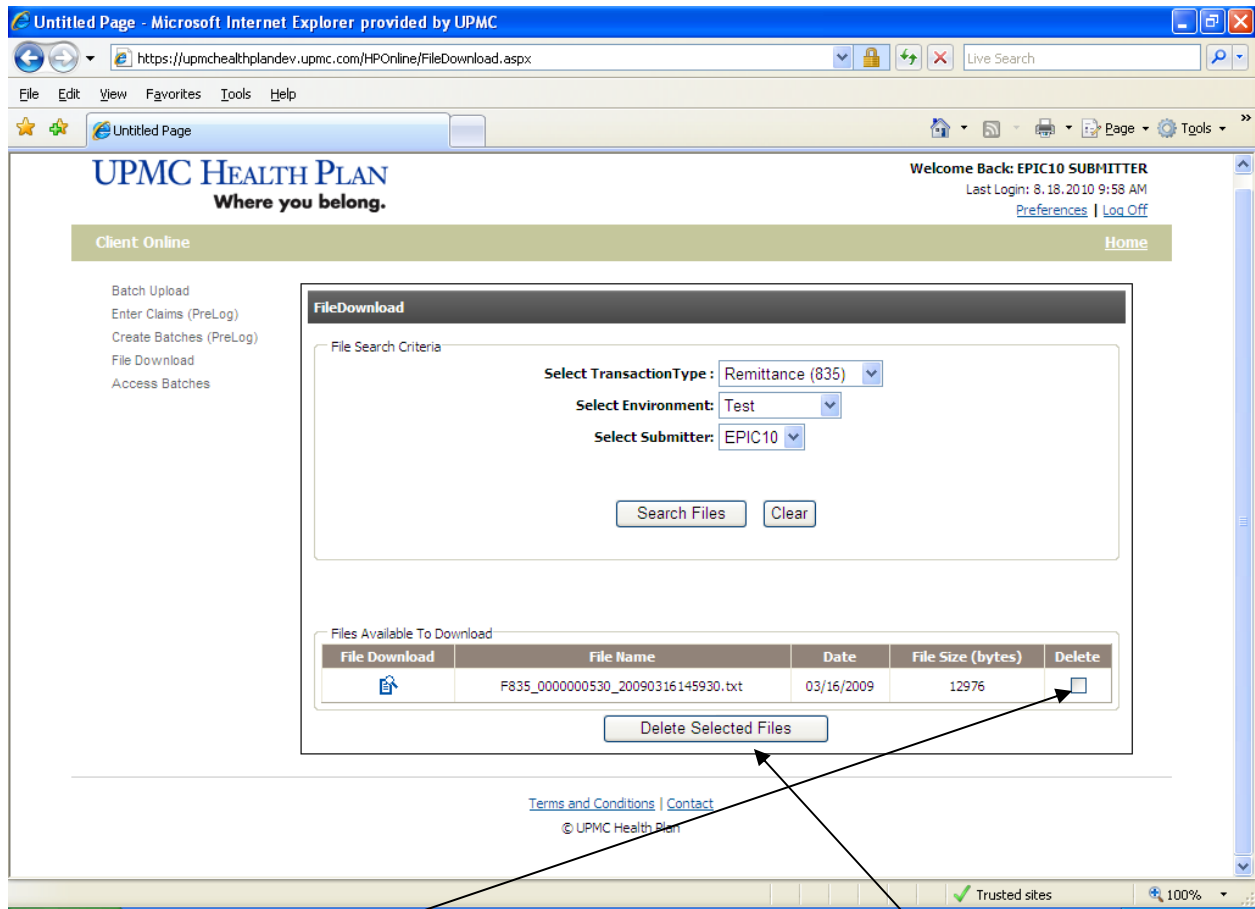 Untitled Page - Microsoft Internet Explorer provided by UPMC
https://upmchealthplandev.upmc.com/HPOnline/FileDownload.aspx
Live Search
File Edit View Favorites Tools Help
Untitled Page
Page Tools »
UPMC HEALTH PLAN
Where you belong.
Welcome Back: EPIC10 SUBMITTER
Last Login: 8.18.2010 9:58 AM
Preferences | Log Off
Client Online Home
Batch Upload
Enter Claims (PreLog)
Create Batches (PreLog)
File Download
Access Batches
FileDownload
File Search Criteria
Select TransactionType : Remittance (835)
Select Environment: Test
Select Submitter: EPIC10
Search Files Clear
Files Available To Download
File Download File Name Date File Size (bytes) Delete
F835_0000000530_20090316145930.txt 03/16/2009 12976
Delete Selected Files
Terms and Conditions | Contact
© UPMC Health Plan
Trusted sites 100%